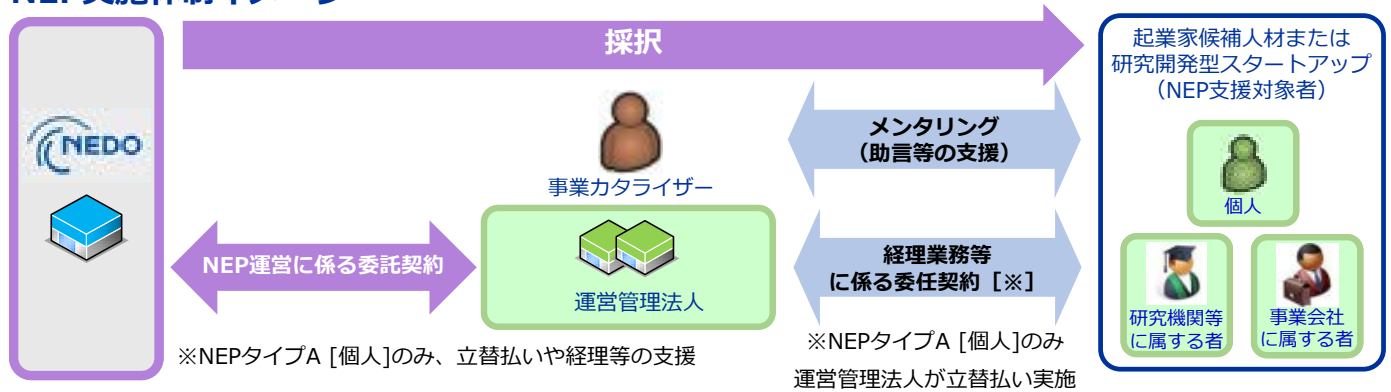 採択
起業家候補人材または
研究開発型スタートアップ
（NEP支援対象者）
NEDO
メンタリング
（助言等の支援）
事業カタライザー
個人
NEP運営に係る委託契約
運営管理法人
経理業務等
に係る委任契約［※］
研究機関等
に属する者
事業会社
に属する者
※NEPタイプA [個人]のみ、立替払いや経理等の支援
※NEPタイプA [個人]のみ
運営管理法人が立替払い実施